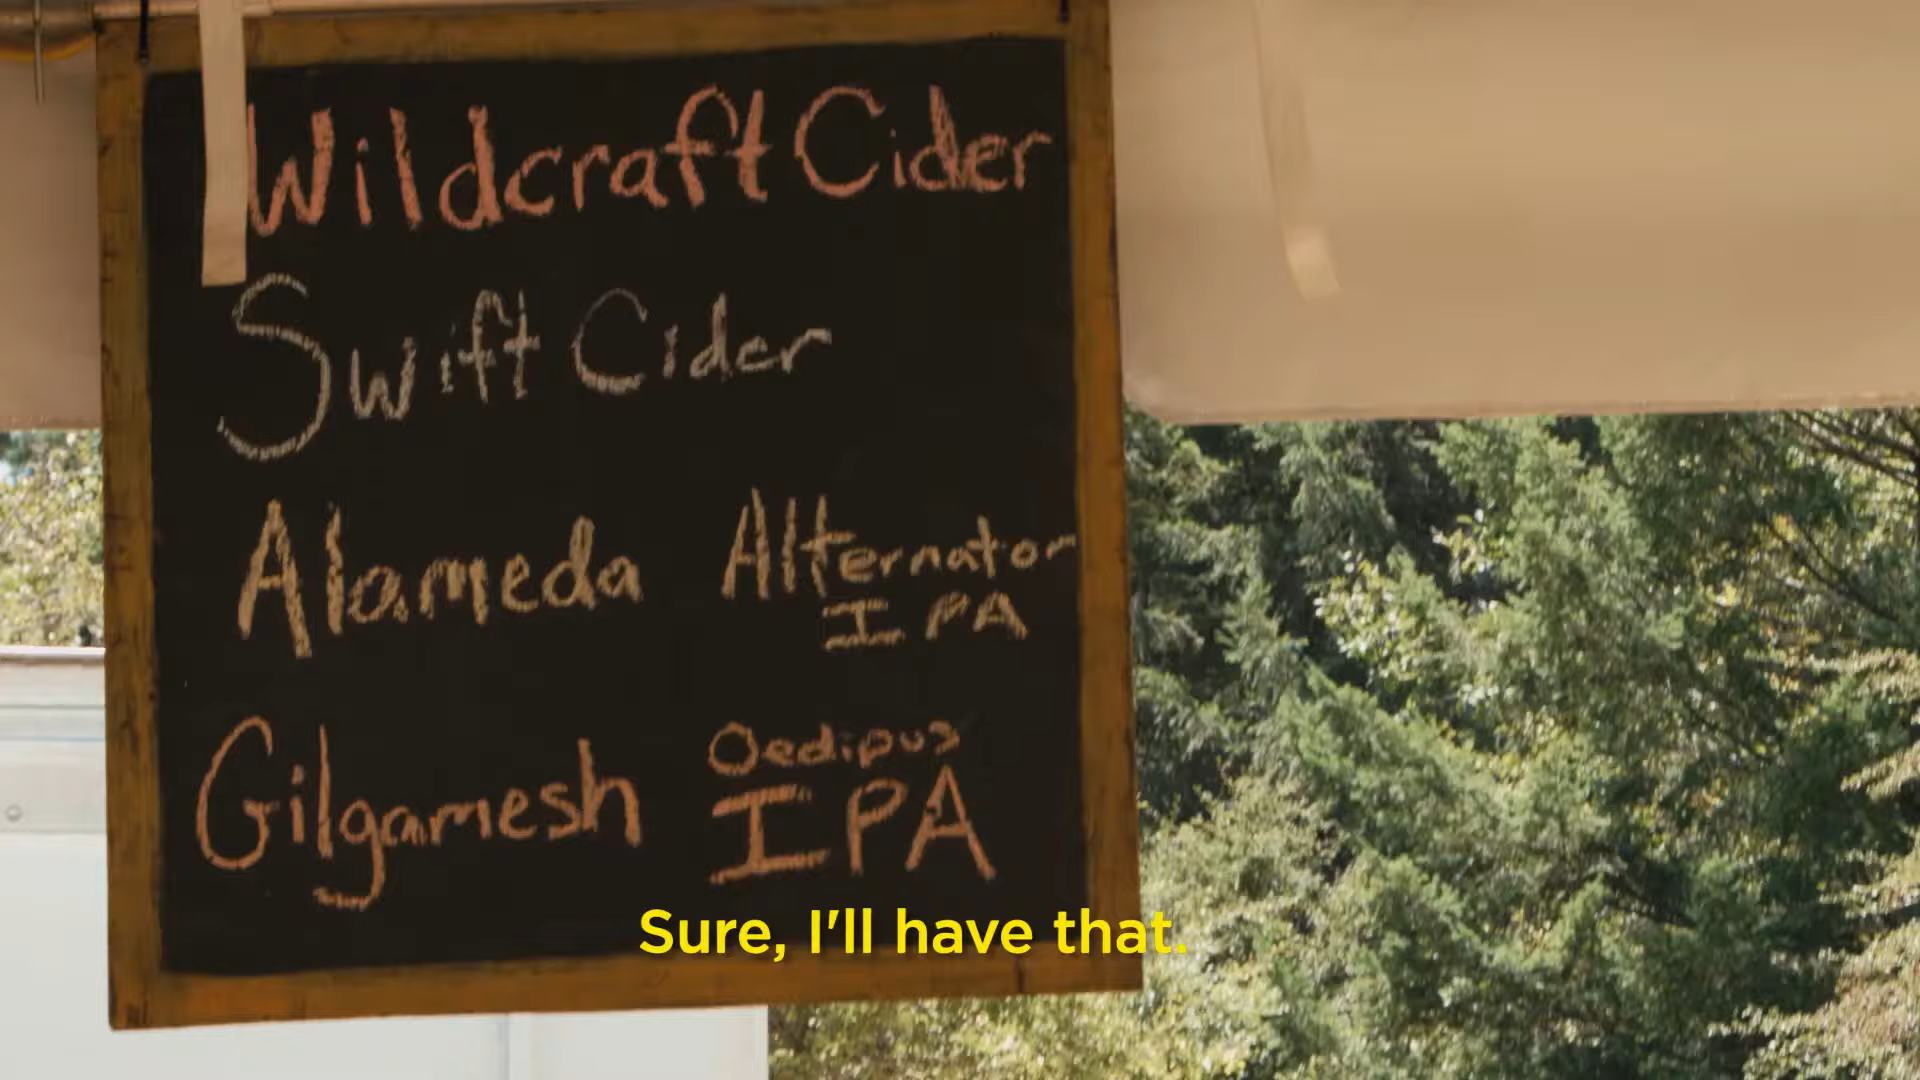 Wildcraft Cider
Swift Cider
Alameda Alternator
IPA
Gilgamesh Oedipus
IPA
Sure, I'll have that.